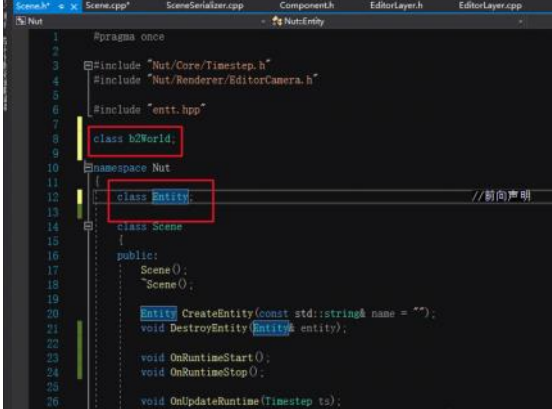 Scene.h* Scene.cpp* SceneSerializer.cpp Component.h EditorLayer.h EditorLayer.cpp
Nut Nut::Entity
1 #pragma once
2
3 #include "Nut/Core/Timestep.h"
4 #include "Nut/Renderer/EditorCamera.h"
5
6 #include "entt.hpp"
7
8 class b2World;
9
10 namespace Nut
11 {
12 class Entity; //前向声明
13
14 class Scene
15 {
16 public:
17 Scene();
18 ~Scene();
19
20 Entity CreateEntity(const std::string& name = "");
21 void DestroyEntity(Entity& entity);
22
23 void OnRuntimeStart();
24 void OnRuntimeStop();
25
26 void OnUpdateRuntime(Timestep ts);